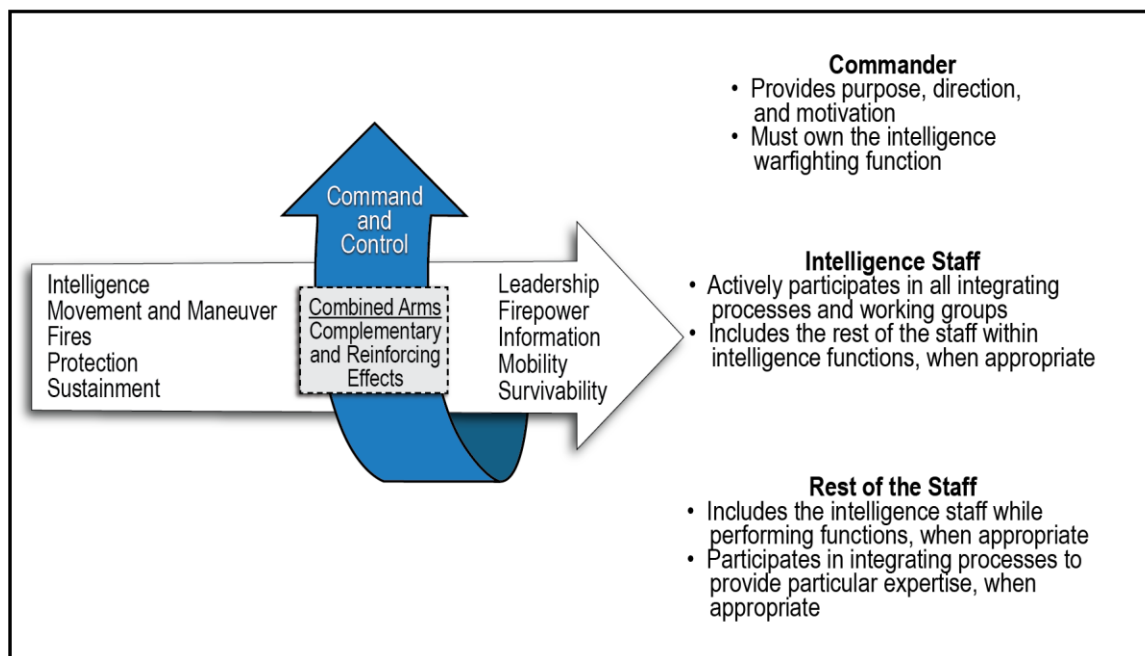 Command
and
Control
Intelligence
Movement and Maneuver
Fires
Protection
Sustainment
Combined Arms
Complementary
and Reinforcing
Effects
Leadership
Firepower
Information
Mobility
Survivability
Commander
• Provides purpose, direction,
and motivation
• Must own the intelligence
warfighting function
Intelligence Staff
• Actively participates in all integrating
processes and working groups
• Includes the rest of the staff within
intelligence functions, when appropriate
Rest of the Staff
• Includes the intelligence staff while
performing functions, when appropriate
• Participates in integrating processes to
provide particular expertise, when
appropriate